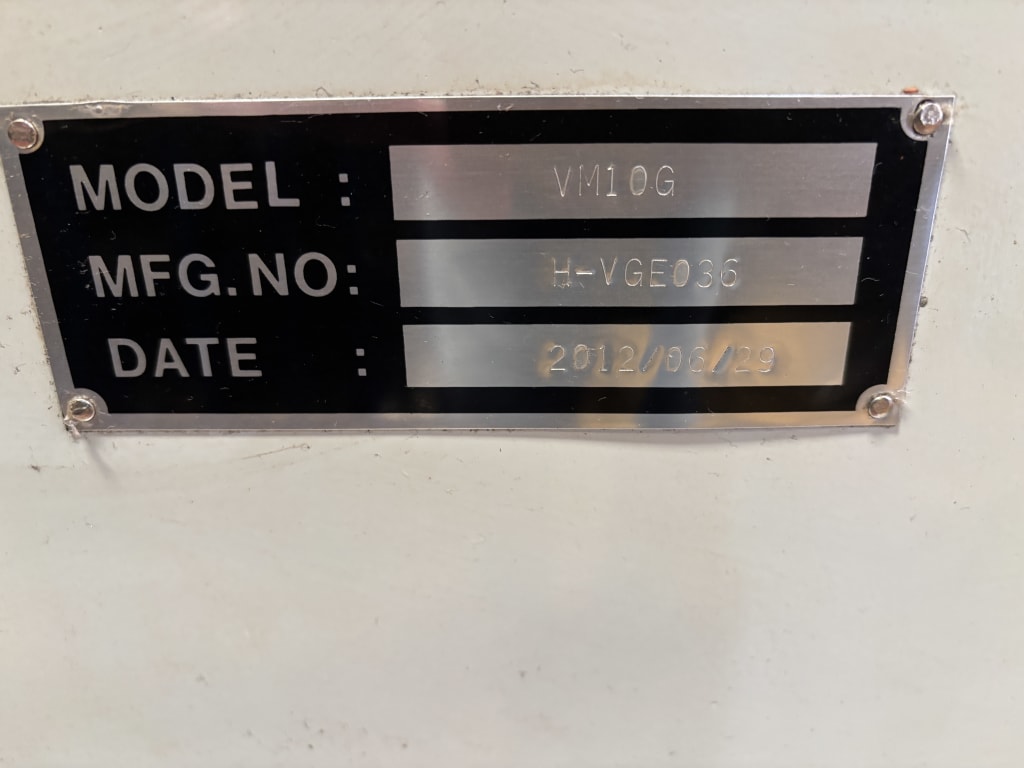 MODEL : VM10G
MFG.NO: H-VGE036
DATE : 2012/06/29